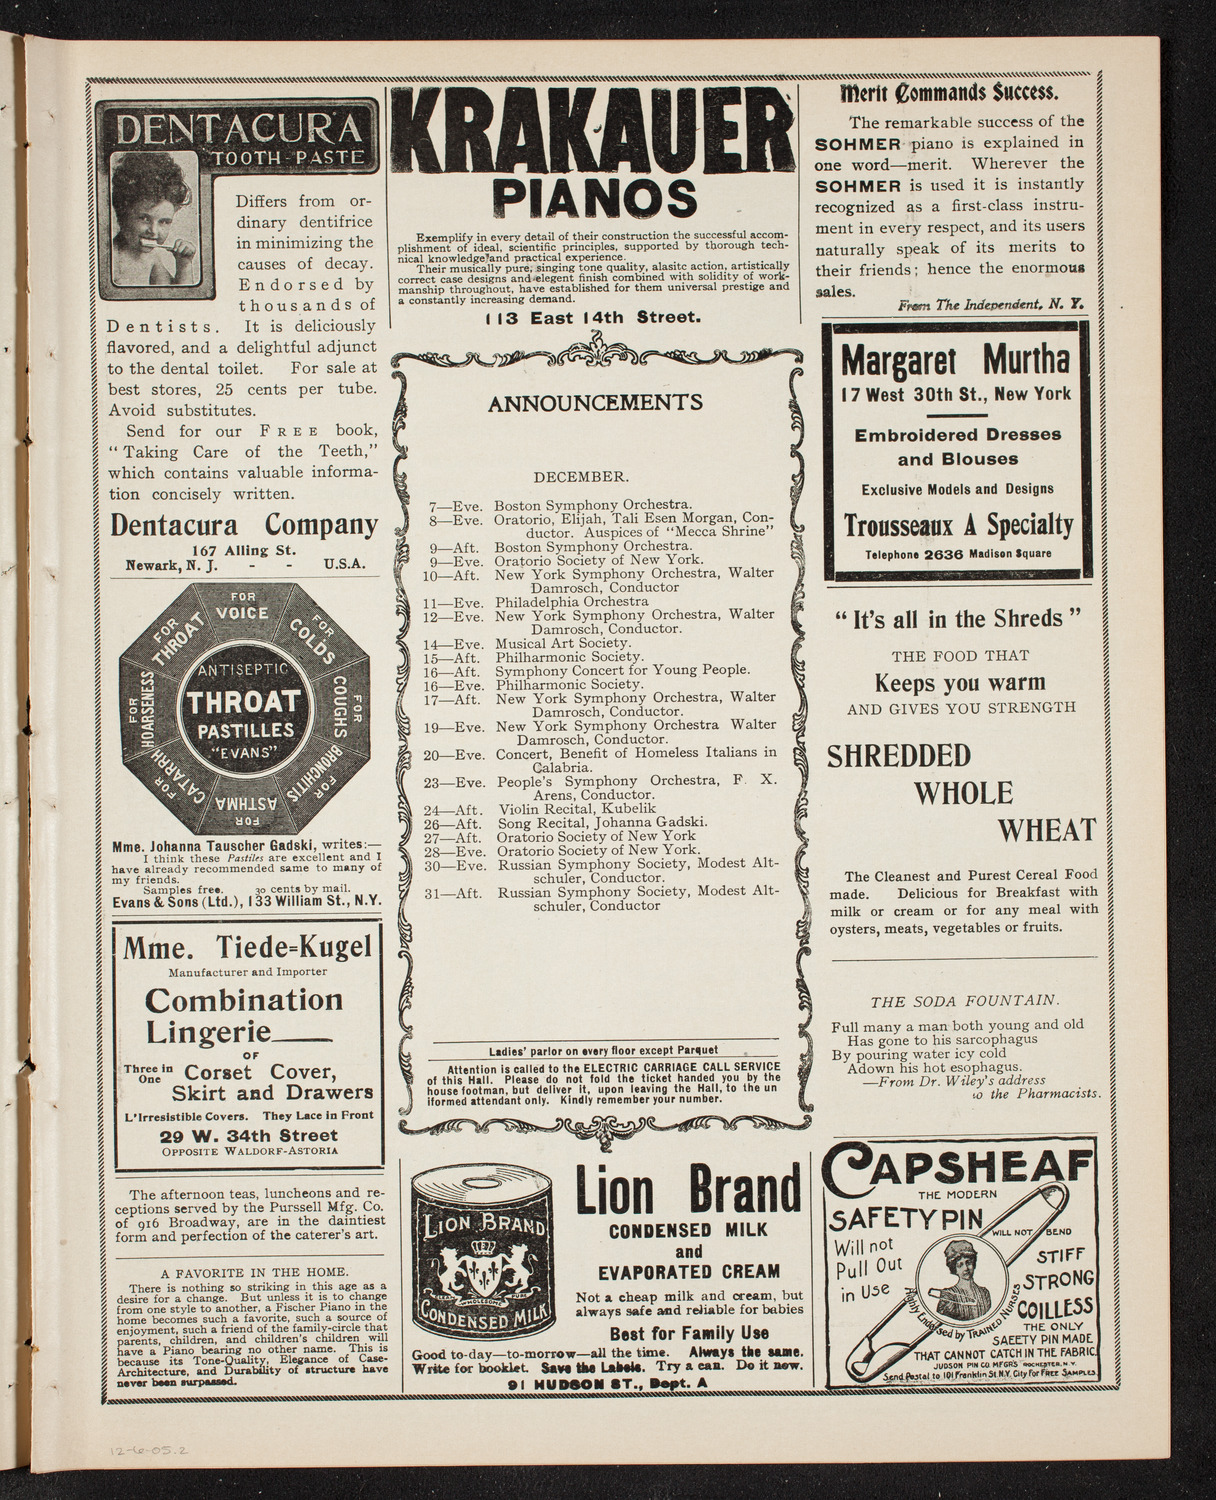 DENTACURA
TOOTH-PASTE
Differs from or-
dinary dentifrice
in minimizing the
causes of decay.
Endorsed by
thousands of
Dentists. It is deliciously
flavored, and a delightful adjunct
to the dental toilet. For sale at
best stores, 25 cents per tube.
Avoid substitutes.
Send for our FREE book,
"Taking Care of the Teeth,"
which contains valuable informa-
tion concisely written.
Dentacura Company
167 Alling St.
Newark, N. J. - - U.S.A.
FOR VOICE
FOR COLDS
FOR COUGHS
FOR BRONCHITIS
FOR ASTHMA
FOR CATARRH
FOR HOARSENESS
FOR THROAT
ANTISEPTIC
THROAT
PASTILLES
"EVANS"
Mme. Johanna Tauscher Gadski, writes:—
I think these Pastiles are excellent and I
have already recommended same to many of
my friends.
Samples free. 30 cents by mail.
Evans & Sons (Ltd.), 133 William St., N.Y.
Mme. Tiede=Kugel
Manufacturer and Importer
Combination
Lingerie
OF
Three in One Corset Cover,
Skirt and Drawers
L'Irresistible Covers. They Lace in Front
29 W. 34th Street
OPPOSITE WALDORF-ASTORIA
The afternoon teas, luncheons and re-
ceptions served by the Purssell Mfg. Co.
of 916 Broadway, are in the daintiest
form and perfection of the caterer's art.
A FAVORITE IN THE HOME.
There is nothing so striking in this age as a
desire for a change. But unless it is to change
from one style to another, a Fischer Piano in the
home becomes such a favorite, such a source of
enjoyment, such a friend of the family-circle that
parents, children, and children's children will
have a Piano bearing no other name. This is
because its Tone-Quality, Elegance of Case-
Architecture, and Durability of structure have
never been surpassed.
KRAKAUER
PIANOS
Exemplify in every detail of their construction the successful accom-
plishment of ideal, scientific principles, supported by thorough tech-
nical knowledge and practical experience.
Their musically pure, singing tone quality, alasitc action, artistically
correct case designs and elegent finish combined with solidity of work-
manship throughout, have established for them universal prestige and
a constantly increasing demand.
113 East 14th Street.
ANNOUNCEMENTS
DECEMBER.
7—Eve. Boston Symphony Orchestra.
8—Eve. Oratorio, Elijah, Tali Esen Morgan, Con-
ductor. Auspices of "Mecca Shrine"
9—Aft. Boston Symphony Orchestra.
9—Eve. Oratorio Society of New York.
10—Aft. New York Symphony Orchestra, Walter
Damrosch, Conductor
11—Eve. Philadelphia Orchestra
12—Eve. New York Symphony Orchestra, Walter
Damrosch, Conductor.
14—Eve. Musical Art Society.
15—Aft. Philharmonic Society.
16—Aft. Symphony Concert for Young People.
16—Eve. Philharmonic Society.
17—Aft. New York Symphony Orchestra, Walter
Damrosch, Conductor.
19—Eve. New York Symphony Orchestra Walter
Damrosch, Conductor.
20—Eve. Concert, Benefit of Homeless Italians in
Calabria.
23—Eve. People's Symphony Orchestra, F. X.
Arens, Conductor.
24—Aft. Violin Recital, Kubelik
26—Aft. Song Recital, Johanna Gadski.
27—Aft. Oratorio Society of New York
28—Eve. Oratorio Society of New York.
30—Eve. Russian Symphony Society, Modest Alt-
schuler, Conductor.
31—Aft. Russian Symphony Society, Modest Alt-
schuler, Conductor
Ladies' parlor on every floor except Parquet
Attention is called to the ELECTRIC CARRIAGE CALL SERVICE
of this Hall. Please do not fold the ticket handed you by the
house footman, but deliver it, upon leaving the Hall, to the un
iformed attendant only. Kindly remember your number.
LION BRAND
WHOLESOME
PURE
CONDENSED MILK
Lion Brand
CONDENSED MILK
and
EVAPORATED CREAM
Not a cheap milk and cream, but
always safe and reliable for babies
Best for Family Use
Good to-day—to-morrow—all the time. Always the same.
Write for booklet. Save the Labels. Try a can. Do it now.
91 HUDSON ST., Dept. A
Merit Commands Success.
The remarkable success of the
SOHMER piano is explained in
one word—merit. Wherever the
SOHMER is used it is instantly
recognized as a first-class instru-
ment in every respect, and its users
naturally speak of its merits to
their friends; hence the enormous
sales.
From The Independent, N. Y.
Margaret Murtha
17 West 30th St., New York
Embroidered Dresses
and Blouses
Exclusive Models and Designs
Trousseaux A Specialty
Telephone 2636 Madison Square
"It's all in the Shreds"
THE FOOD THAT
Keeps you warm
AND GIVES YOU STRENGTH
SHREDDED
WHOLE
WHEAT
The Cleanest and Purest Cereal Food
made. Delicious for Breakfast with
milk or cream or for any meal with
oysters, meats, vegetables or fruits.
THE SODA FOUNTAIN.
Full many a man both young and old
Has gone to his sarcophagus
By pouring water icy cold
Adown his hot esophagus.
—From Dr. Wiley's address
to the Pharmacists.
CAPSHEAF
THE MODERN
SAFETY PIN
WILL NOT BEND
Will not
Pull Out
in Use
STIFF
STRONG
COILLESS
Highly Endorsed by TRAINED NURSES
THE ONLY
SAFETY PIN MADE
THAT CANNOT CATCH IN THE FABRIC.
JUDSON PIN CO. MFGRS ROCHESTER, N.Y.
Send Postal to 101 Franklin St. N.Y. City for FREE SAMPLES
12-6-05.2